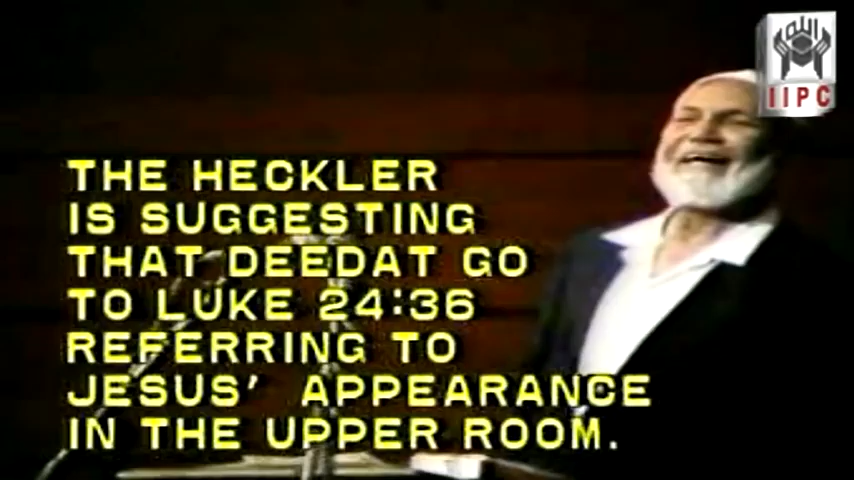 IIPC
THE HECKLER
IS SUGGESTING
THAT DEEDAT GO
TO LUKE 24:36
REFERRING TO
JESUS' APPEARANCE
IN THE UPPER ROOM.